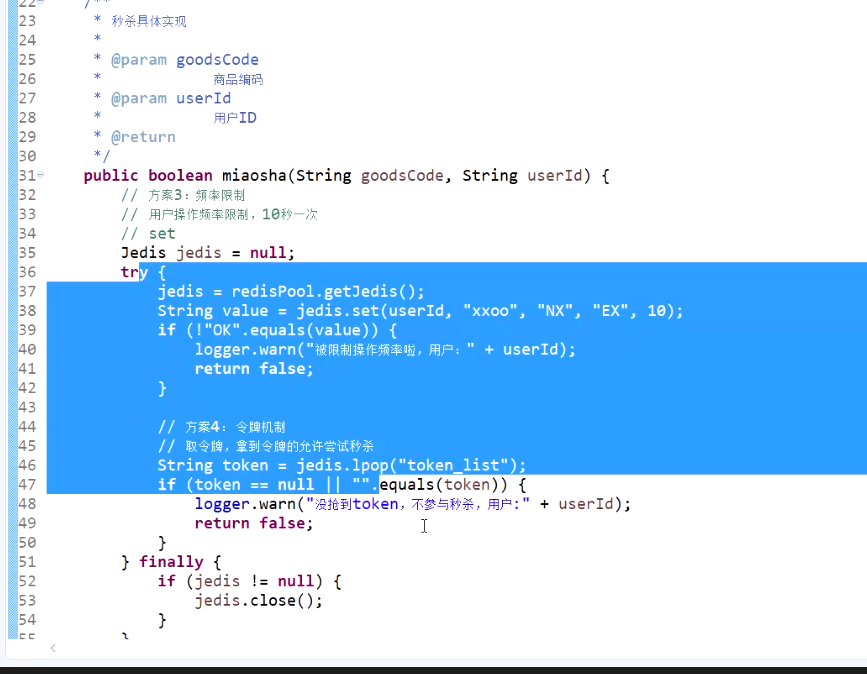 22 /**
23 * 秒杀具体实现
24 *
25 * @param goodsCode
26 * 商品编码
27 * @param userId
28 * 用户ID
29 * @return
30 */
31 public boolean miaosha(String goodsCode, String userId) {
32 // 方案3：频率限制
33 // 用户操作频率限制，10秒一次
34 // set
35 Jedis jedis = null;
36 try {
37 jedis = redisPool.getJedis();
38 String value = jedis.set(userId, "xxoo", "NX", "EX", 10);
39 if (!"OK".equals(value)) {
40 logger.warn("被限制操作频率啦，用户：" + userId);
41 return false;
42 }
43
44 // 方案4：令牌机制
45 // 取令牌，拿到令牌的允许尝试秒杀
46 String token = jedis.lpop("token_list");
47 if (token == null || "".equals(token)) {
48 logger.warn("没抢到token，不参与秒杀，用户:" + userId);
49 return false;
50 }
51 } finally {
52 if (jedis != null) {
53 jedis.close();
54 }
55 }